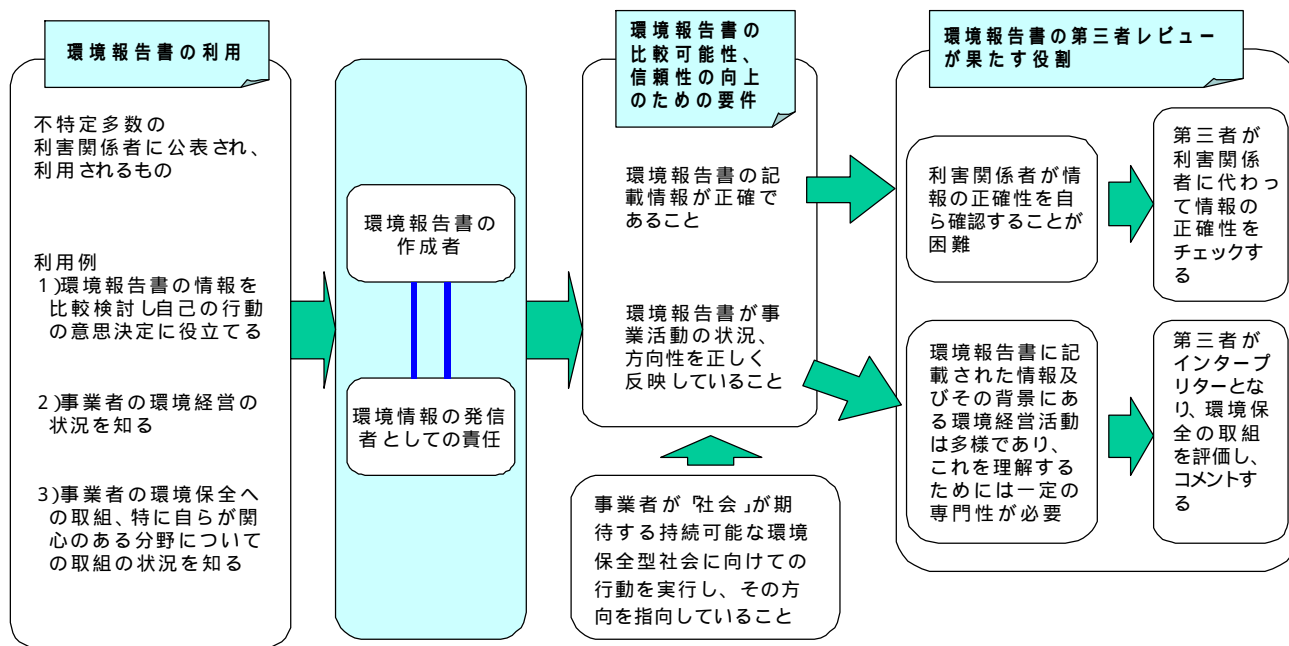 環境報告書の利用
不特定多数の
利害関係者に公表され、
利用されるもの
利用例
1)環境報告書の情報を
比較検討し自己の行動
の意思決定に役立てる
2)事業者の環境経営の
状況を知る
3)事業者の環境保全へ
の取組、特に自らが関
心のある分野についての
取組の状況を知る
環境報告書の
作成者
環境情報の発信
者としての責任
環境報告書の
比較可能性、
信頼性の向上
のための要件
環境報告書の記
載情報が正確で
あること
環境報告書が事
業活動の状況、
方向性を正しく
反映していること
事業者が「社会」が期
待する持続可能な環境
保全型社会に向けての
行動を実行し、その方
向を指向していること
環境報告書の第三者レビュー
が果たす役割
利害関係者が情
報の正確性を自
ら確認することが
困難
第三者が
利害関係
者に代わっ
て情報の
正確性を
チェックす
る
環境報告書に記
載された情報及
びその背景にあ
る環境経営活動
は多様であり、
これを理解する
ためには一定の
専門性が必要
第三者が
インタープ
リターとな
り、環境保
全の取組
を評価し、
コメントす
る